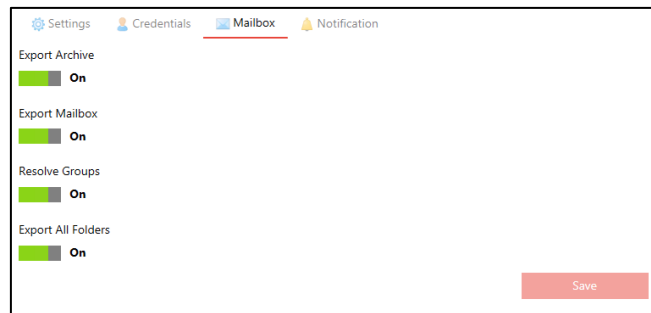 Settings Credentials Mailbox Notification
Export Archive
On
Export Mailbox
On
Resolve Groups
On
Export All Folders
On
Save